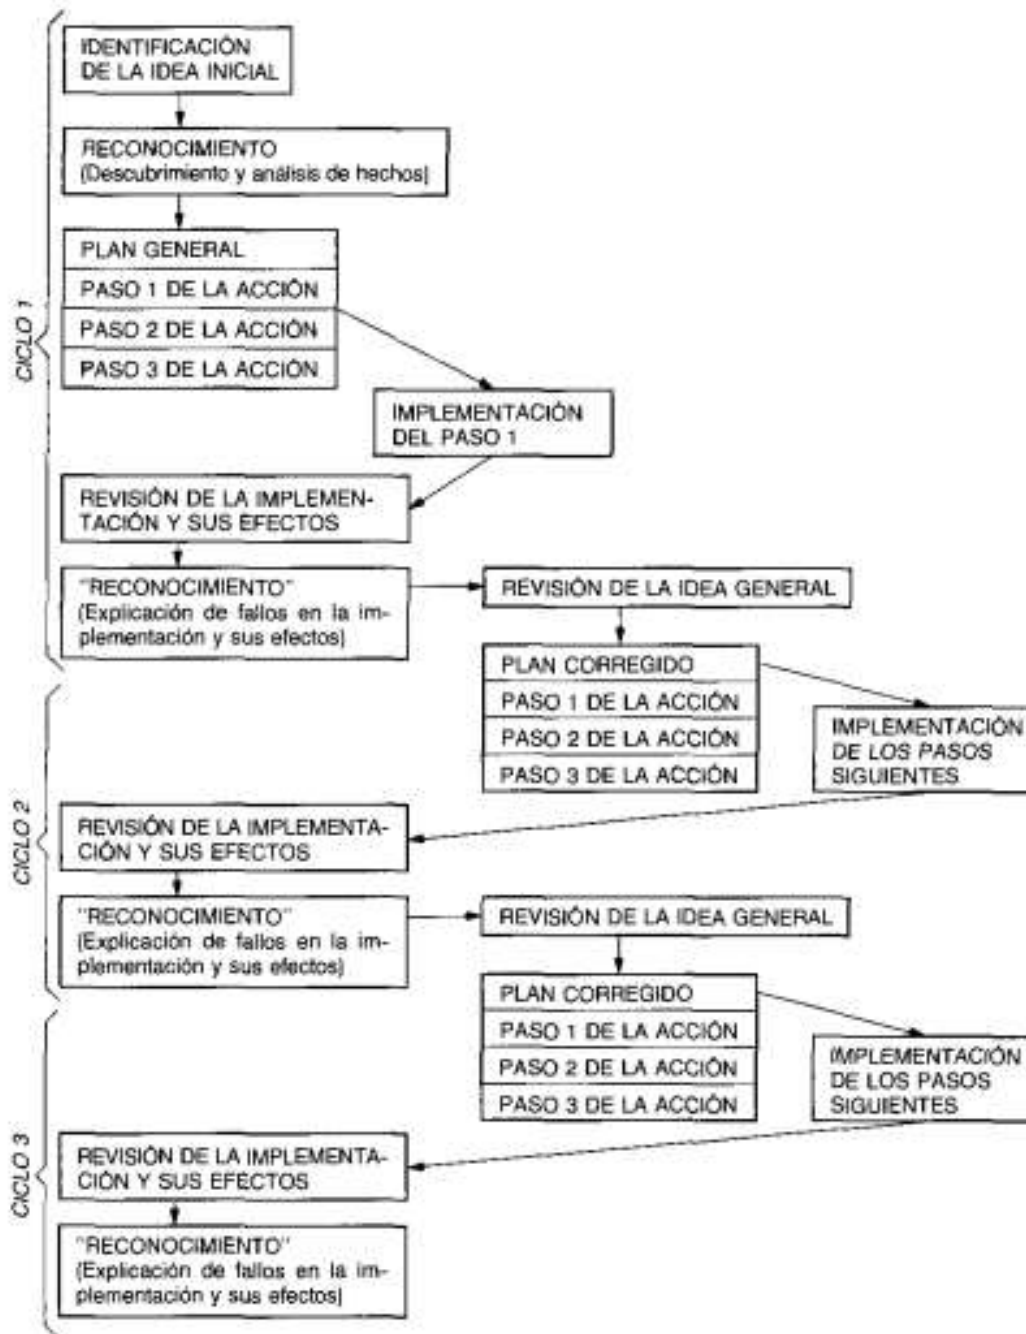 CICLO 1
IDENTIFICACIÓN
DE LA IDEA INICIAL
RECONOCIMIENTO
(Descubrimiento y análisis de hechos)
PLAN GENERAL
PASO 1 DE LA ACCIÓN
PASO 2 DE LA ACCIÓN
PASO 3 DE LA ACCIÓN
IMPLEMENTACIÓN
DEL PASO 1
REVISIÓN DE LA IMPLEMEN-
TACIÓN Y SUS EFECTOS
"RECONOCIMIENTO"
(Explicación de fallos en la im-
plementación y sus efectos)
REVISIÓN DE LA IDEA GENERAL
CICLO 2
PLAN CORREGIDO
PASO 1 DE LA ACCIÓN
PASO 2 DE LA ACCIÓN
PASO 3 DE LA ACCIÓN
IMPLEMENTACIÓN
DE LOS PASOS
SIGUIENTES
REVISIÓN DE LA IMPLEMENTA-
CIÓN Y SUS EFECTOS
"RECONOCIMIENTO"
(Explicación de fallos en la im-
plementación y sus efectos)
REVISIÓN DE LA IDEA GENERAL
CICLO 3
PLAN CORREGIDO
PASO 1 DE LA ACCIÓN
PASO 2 DE LA ACCIÓN
PASO 3 DE LA ACCIÓN
IMPLEMENTACIÓN
DE LOS PASOS
SIGUIENTES
REVISIÓN DE LA IMPLEMENTA-
CIÓN Y SUS EFECTOS
"RECONOCIMIENTO"
(Explicación de fallos en la im-
plementación y sus efectos)